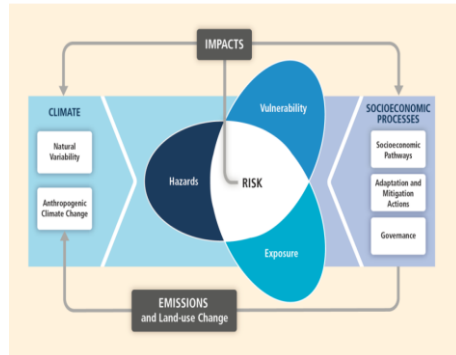 IMPACTS
CLIMATE
Natural
Variability
Anthropogenic
Climate Change
Vulnerability
Hazards
RISK
Exposure
SOCIOECONOMIC
PROCESSES
Socioeconomic
Pathways
Adaptation and
Mitigation
Actions
Governance
EMISSIONS
and Land-use Change